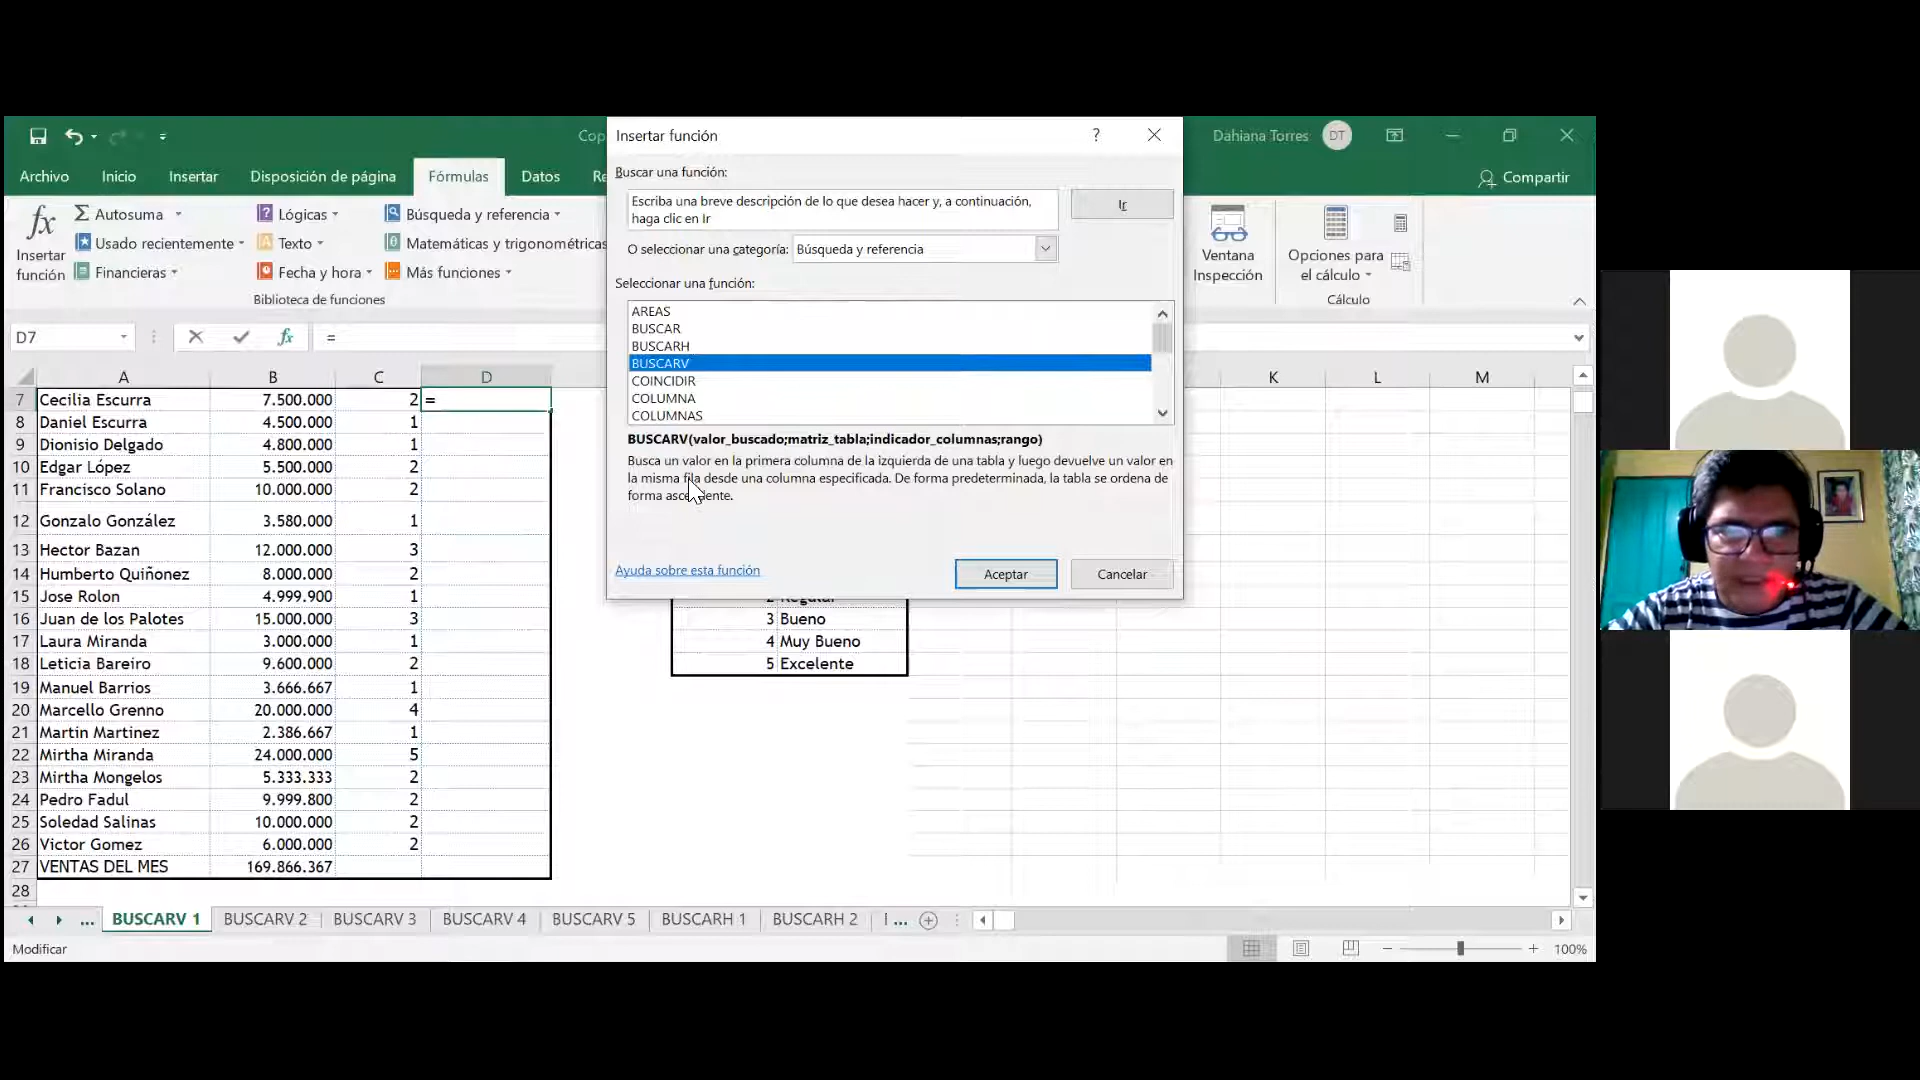 Cop
Dahiana Torres
DT
Archivo Inicio Insertar Disposición de página Fórmulas Datos Re
Compartir
fx
Insertar
función
Autosuma
Usado recientemente
Financieras
Lógicas
Texto
Fecha y hora
Búsqueda y referencia
Matemáticas y trigonométricas
Más funciones
Biblioteca de funciones
Ventana
Inspección
Opciones para
el cálculo
Cálculo
Insertar función
?
Buscar una función:
Escriba una breve descripción de lo que desea hacer y, a continuación,
haga clic en Ir
Ir
O seleccionar una categoría: Búsqueda y referencia
Seleccionar una función:
AREAS
BUSCAR
BUSCARH
BUSCARV
COINCIDIR
COLUMNA
COLUMNAS
BUSCARV(valor_buscado;matriz_tabla;indicador_columnas;rango)
Busca un valor en la primera columna de la izquierda de una tabla y luego devuelve un valor en
la misma fila desde una columna especificada. De forma predeterminada, la tabla se ordena de
forma ascendente.
Ayuda sobre esta función
Aceptar
Cancelar
D7 fx =
A B C D K L M
7 Cecilia Escurra 7.500.000 2 =
8 Daniel Escurra 4.500.000 1
9 Dionisio Delgado 4.800.000 1
10 Edgar López 5.500.000 2
11 Francisco Solano 10.000.000 2
12 Gonzalo González 3.580.000 1
13 Hector Bazan 12.000.000 3
14 Humberto Quiñonez 8.000.000 2
15 Jose Rolon 4.999.900 1
16 Juan de los Palotes 15.000.000 3
17 Laura Miranda 3.000.000 1
18 Leticia Bareiro 9.600.000 2
19 Manuel Barrios 3.666.667 1
20 Marcello Grenno 20.000.000 4
21 Martin Martinez 2.386.667 1
22 Mirtha Miranda 24.000.000 5
23 Mirtha Mongelos 5.333.333 2
24 Pedro Fadul 9.999.800 2
25 Soledad Salinas 10.000.000 2
26 Victor Gomez 6.000.000 2
27 VENTAS DEL MES 169.866.367
28
2 Regular
3 Bueno
4 Muy Bueno
5 Excelente
... BUSCARV 1 BUSCARV 2 BUSCARV 3 BUSCARV 4 BUSCARV 5 BUSCARH 1 BUSCARH 2 ...
Modificar
100%